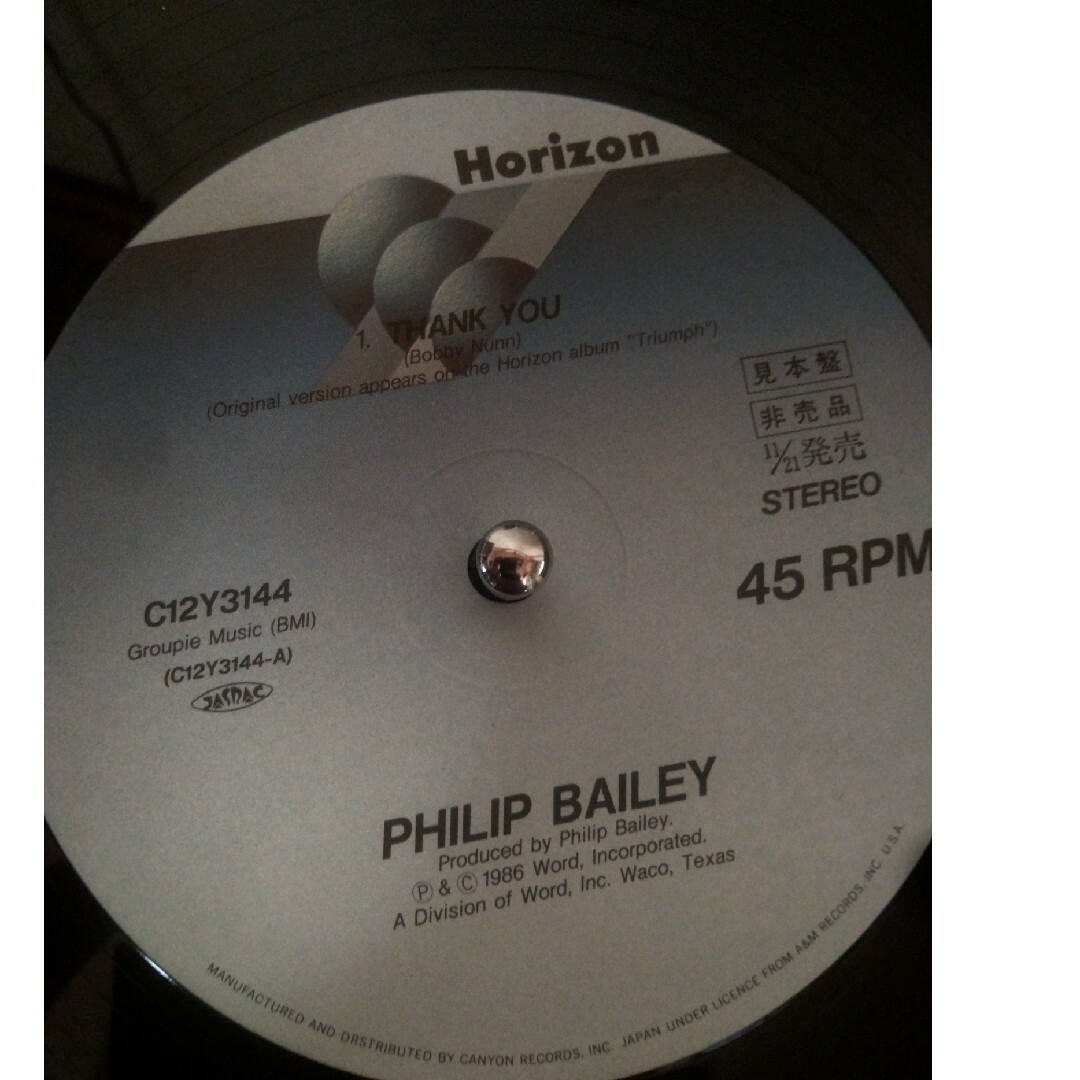 Horizon
1. THANK YOU
(Bobby Nunn)
(Original version appears on the Horizon album "Triumph")
見本盤
非売品
11/21発売
STEREO
45 RPM
C12Y3144
Groupie Music (BMI)
(C12Y3144-A)
JASRAC
PHILIP BAILEY
Produced by Philip Bailey.
Ⓟ & Ⓒ 1986 Word, Incorporated.
A Division of Word, Inc. Waco, Texas
MANUFACTURED AND DRSTRIBUTED BY CANYON RECORDS, INC. JAPAN UNDER LICENCE FROM A&M RECORDS, INC. U.S.A.